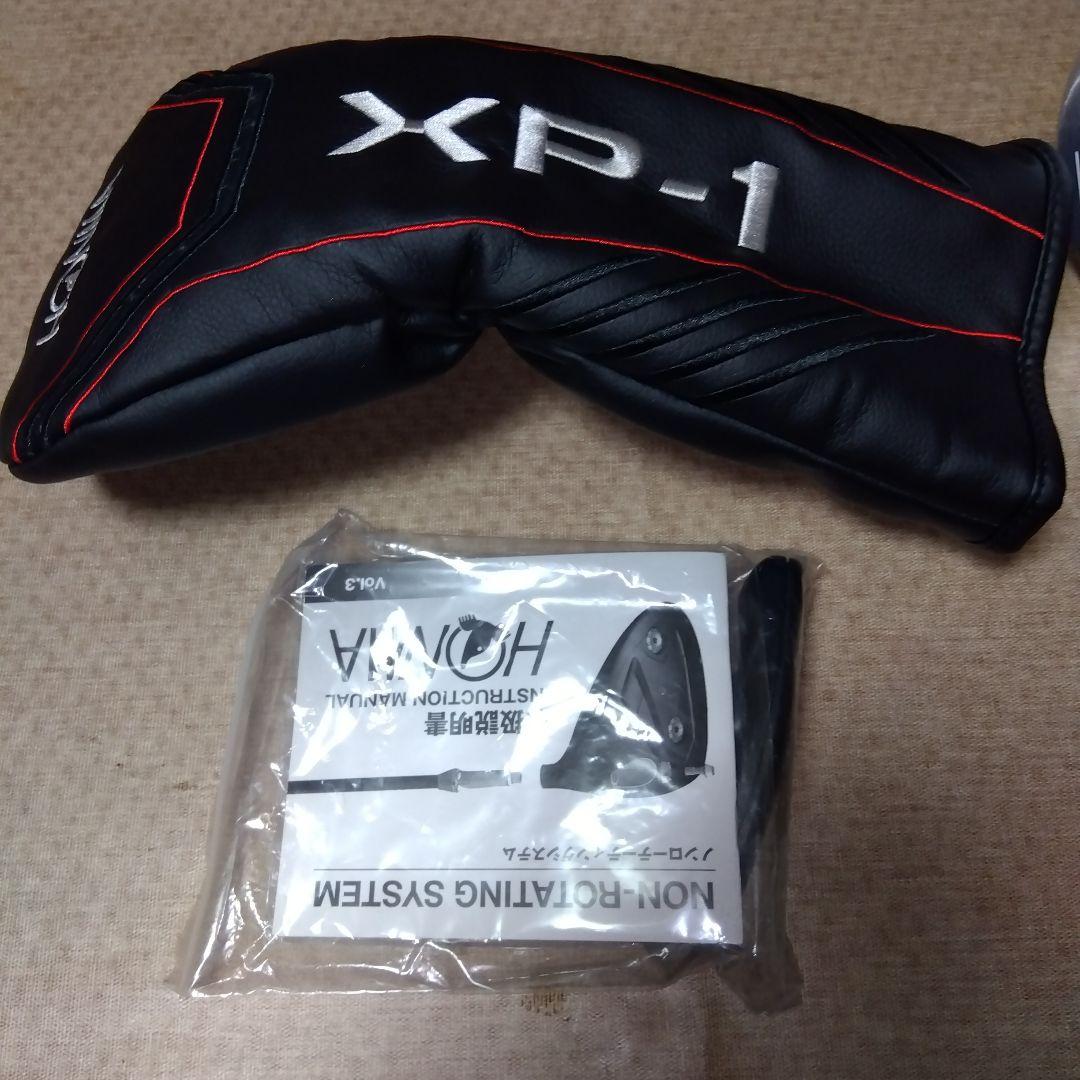 XP-1
HONMA
NON-ROTATING SYSTEM
ノンローテーティングシステム
扱説明書
INSTRUCTION MANUAL
HONMA
Vol.3